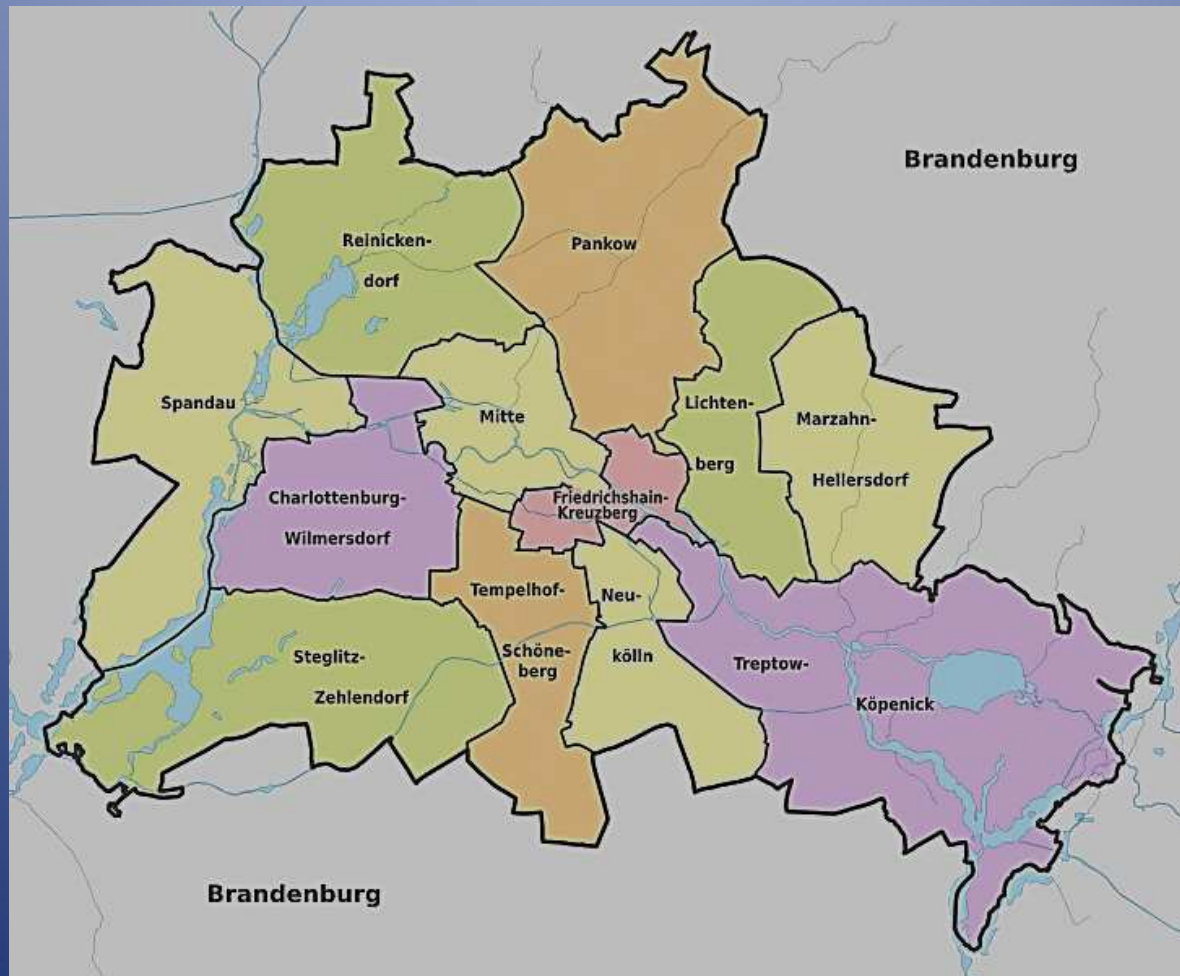 Brandenburg
Reinicken-
dorf
Pankow
Spandau
Mitte
Lichten-
berg
Marzahn-
Hellersdorf
Charlottenburg-
Wilmersdorf
Friedrichshain-
Kreuzberg
Tempelhof-
Schöne-
berg
Neu-
kölln
Steglitz-
Zehlendorf
Treptow-
Köpenick
Brandenburg